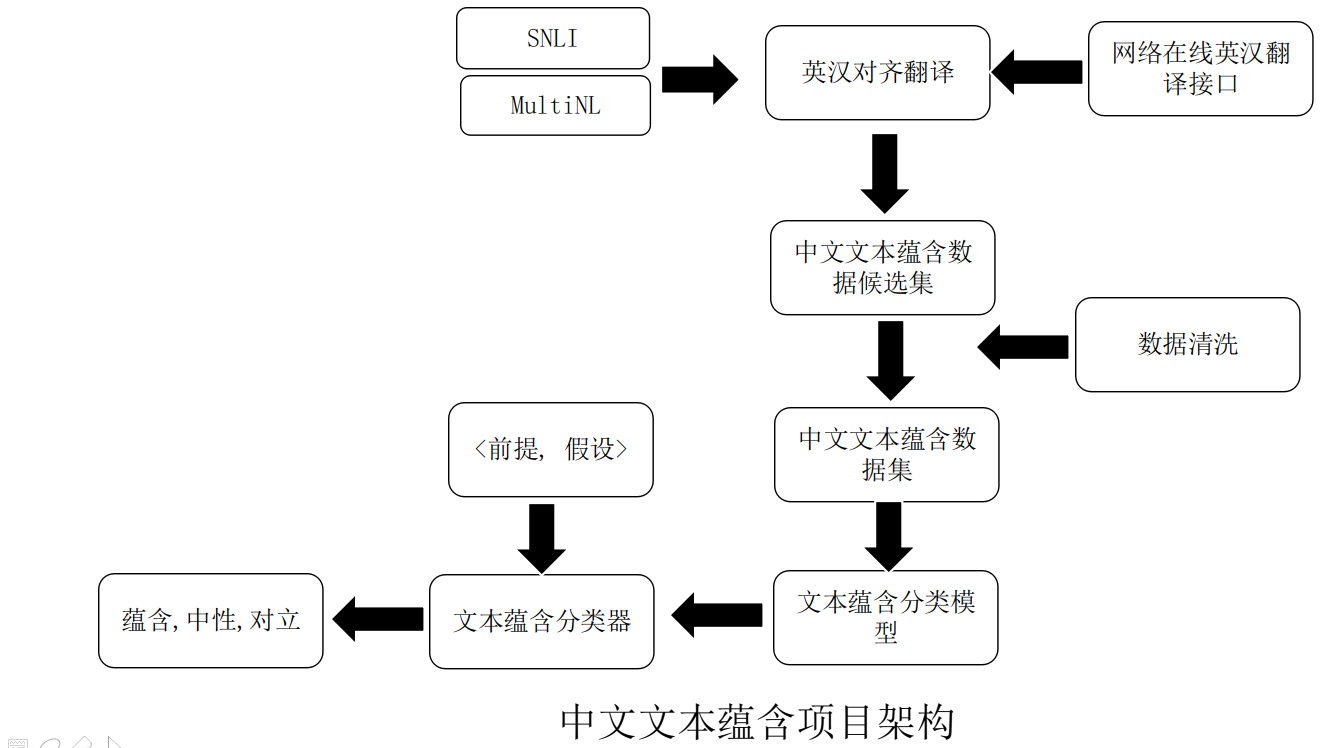 SNLI
MultiNL
英汉对齐翻译
网络在线英汉翻
译接口
中文文本蕴含数
据候选集
数据清洗
中文文本蕴含数
据集
<前提, 假设>
文本蕴含分类模
型
文本蕴含分类器
蕴含,中性,对立
中文文本蕴含项目架构